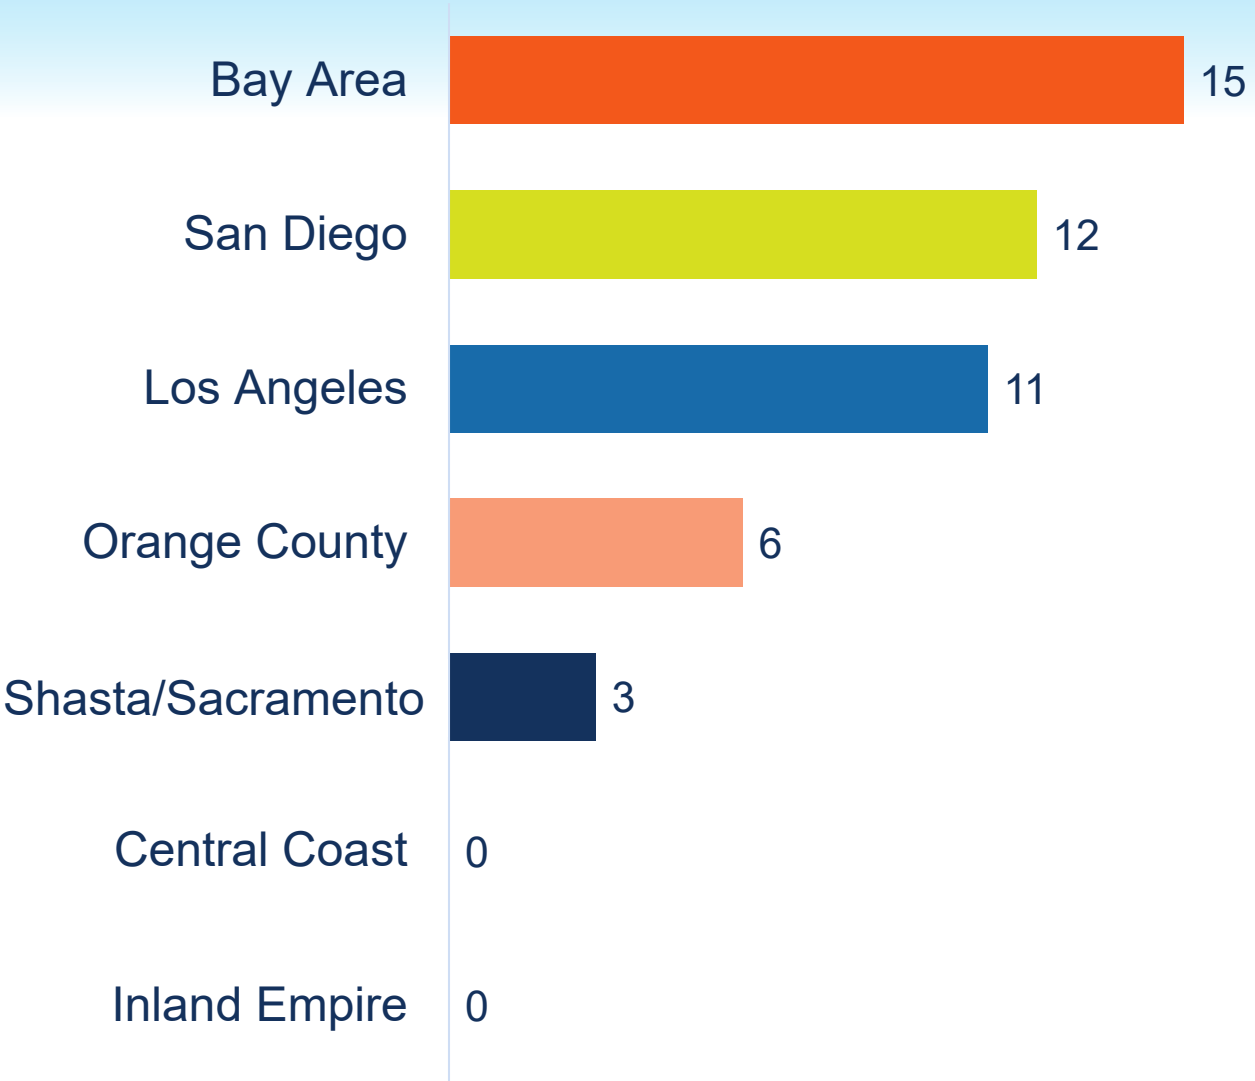 Bay Area 15
San Diego 12
Los Angeles 11
Orange County 6
Shasta/Sacramento 3
Central Coast 0
Inland Empire 0